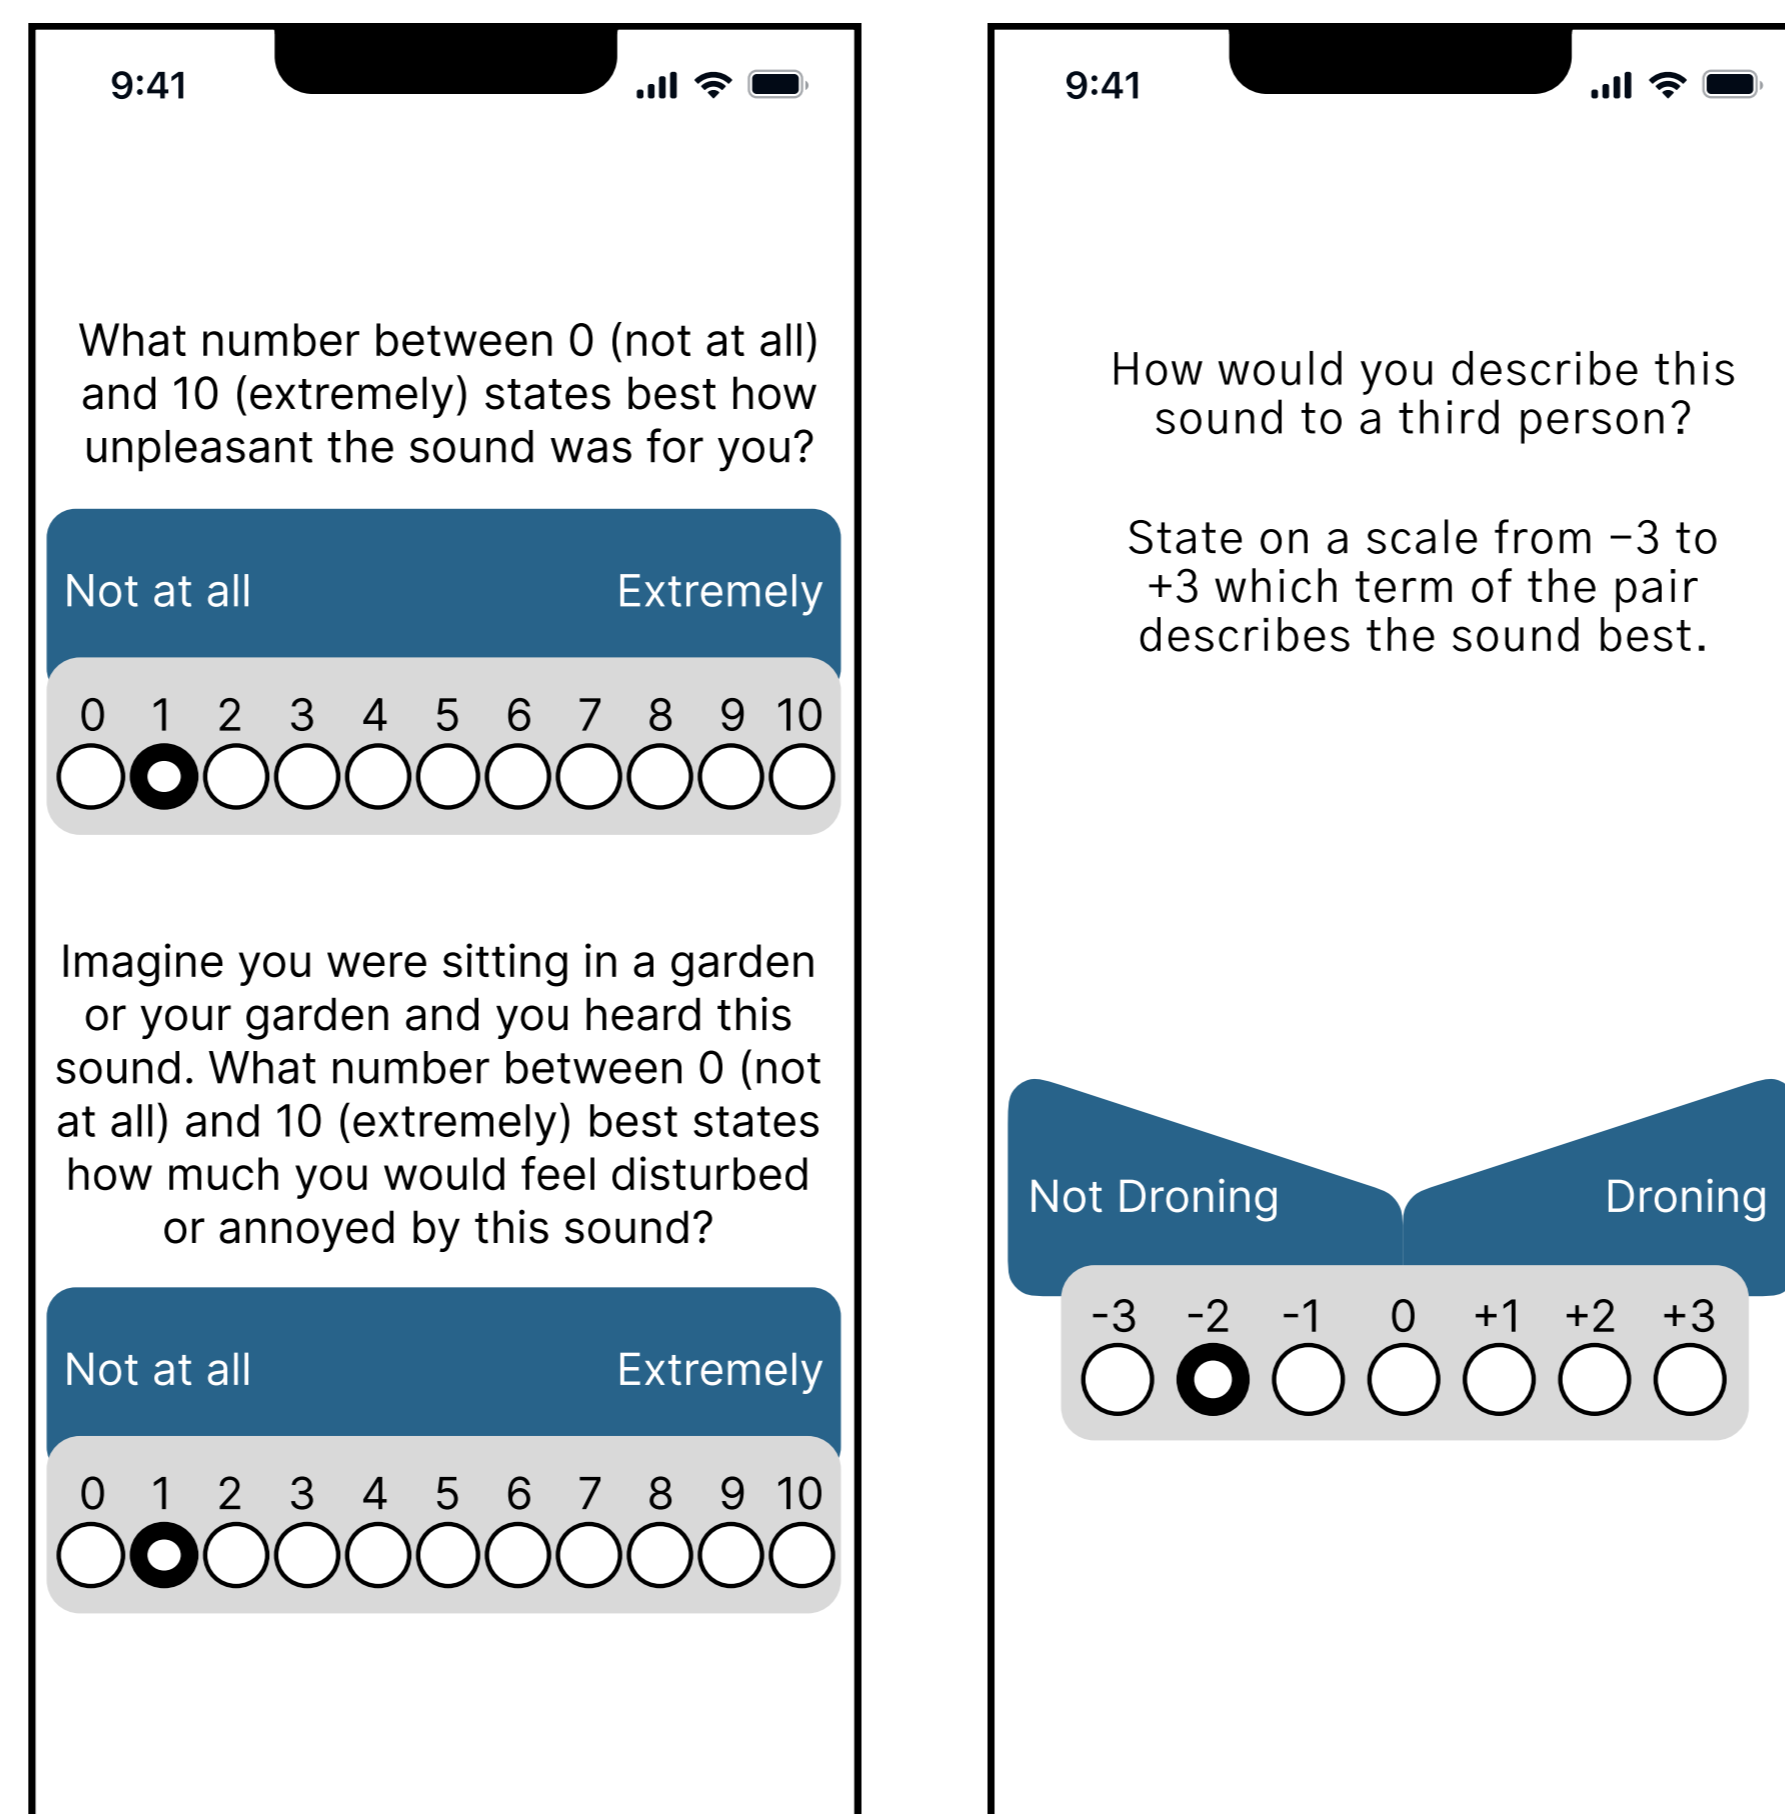 9:41
What number between 0 (not at all)
and 10 (extremely) states best how
unpleasant the sound was for you?
Not at all Extremely
0 1 2 3 4 5 6 7 8 9 10
Imagine you were sitting in a garden
or your garden and you heard this
sound. What number between 0 (not
at all) and 10 (extremely) best states
how much you would feel disturbed
or annoyed by this sound?
Not at all Extremely
0 1 2 3 4 5 6 7 8 9 10
9:41
How would you describe this
sound to a third person?
State on a scale from −3 to
+3 which term of the pair
describes the sound best.
Not Droning Droning
-3 -2 -1 0 +1 +2 +3